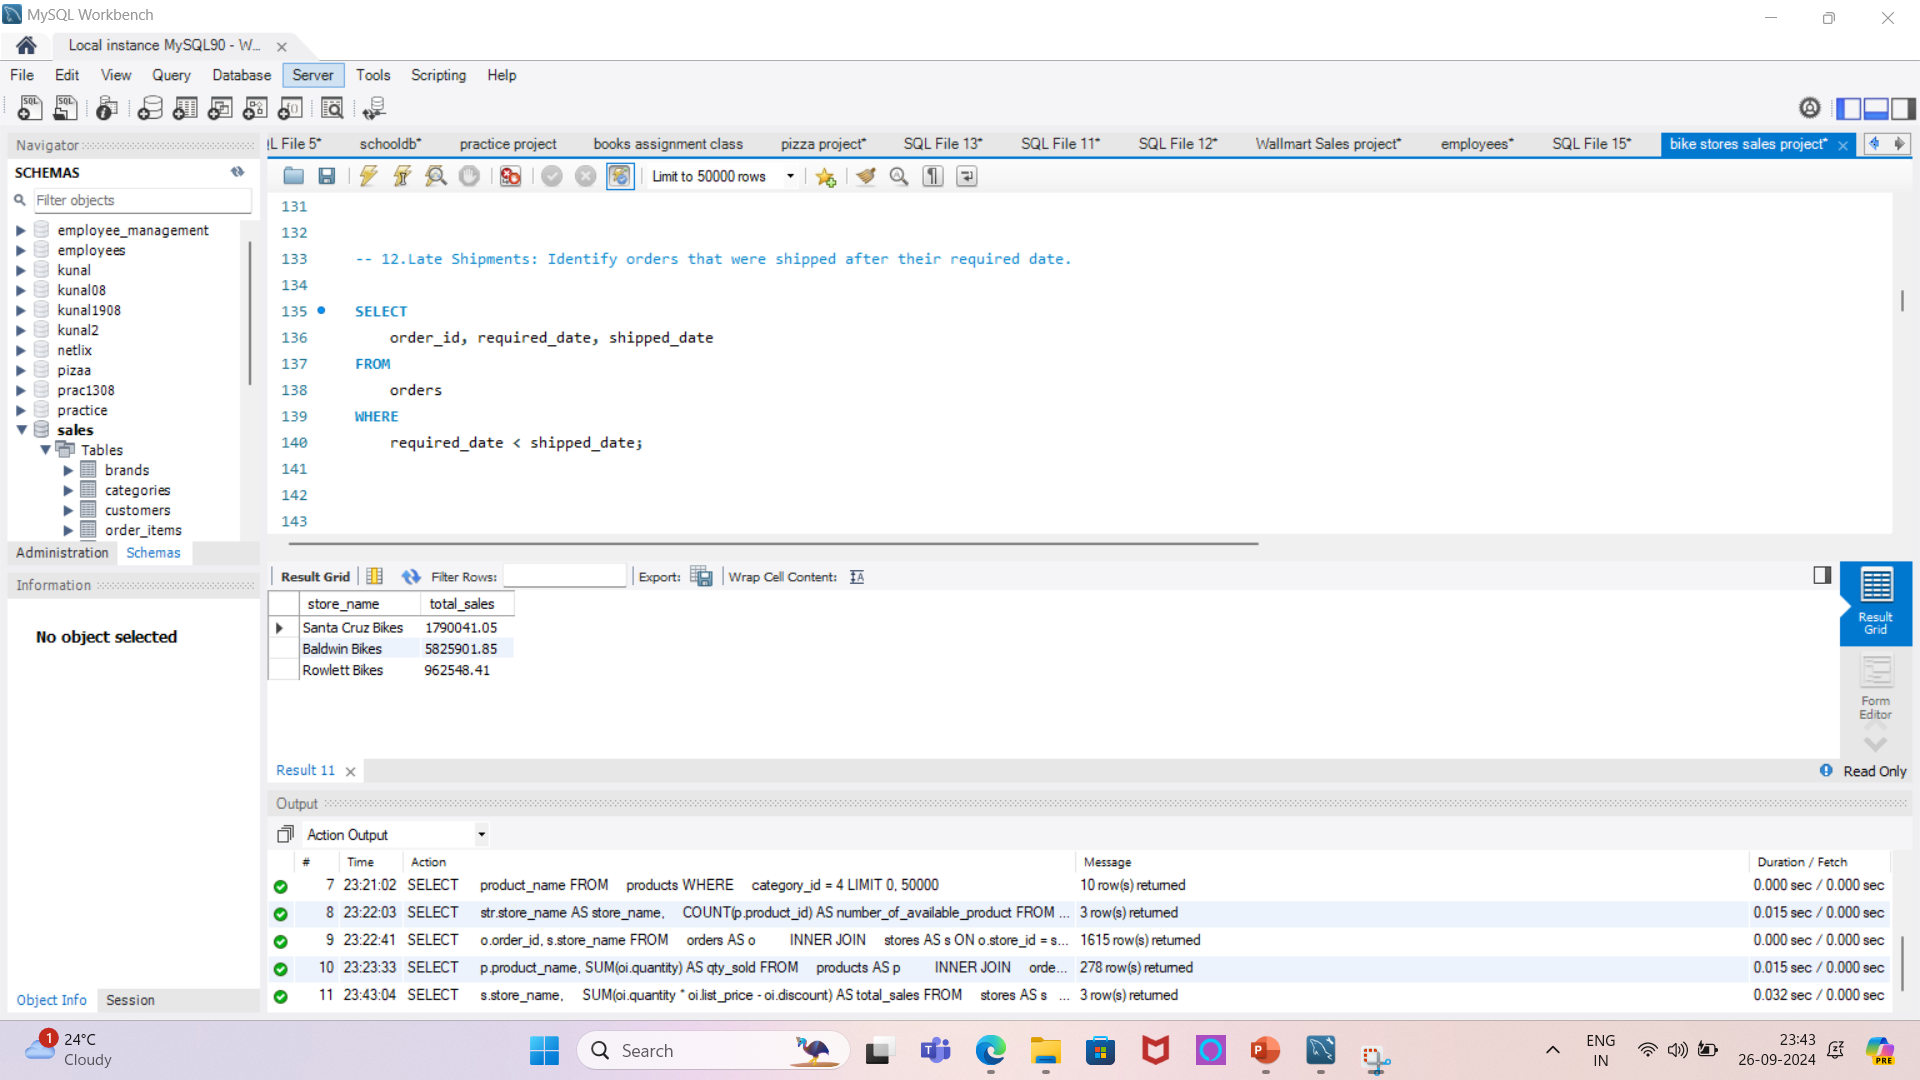 MySQL Workbench
Local instance MySQL90 - W...
File Edit View Query Database Server Tools Scripting Help
Navigator
L File 5* schooldb* practice project books assignment class pizza project* SQL File 13* SQL File 11* SQL File 12* Wallmart Sales project* employees* SQL File 15* bike stores sales project*
SCHEMAS
Limit to 50000 rows
Filter objects
employee_management
employees
kunal
kunal08
kunal1908
kunal2
netlix
pizaa
prac1308
practice
sales
Tables
brands
categories
customers
order_items
Administration Schemas
131
132
133 -- 12.Late Shipments: Identify orders that were shipped after their required date.
134
135 SELECT
136 order_id, required_date, shipped_date
137 FROM
138 orders
139 WHERE
140 required_date < shipped_date;
141
142
143
Information
No object selected
Object Info Session
Result Grid Filter Rows: Export: Wrap Cell Content:
store_name total_sales
Santa Cruz Bikes 1790041.05
Baldwin Bikes 5825901.85
Rowlett Bikes 962548.41
Result
Grid
Form
Editor
Result 11
Read Only
Output
Action Output
# Time Action Message Duration / Fetch
7 23:21:02 SELECT product_name FROM products WHERE category_id = 4 LIMIT 0, 50000 10 row(s) returned 0.000 sec / 0.000 sec
8 23:22:03 SELECT str.store_name AS store_name, COUNT(p.product_id) AS number_of_available_product FROM ... 3 row(s) returned 0.015 sec / 0.000 sec
9 23:22:41 SELECT o.order_id, s.store_name FROM orders AS o INNER JOIN stores AS s ON o.store_id = s... 1615 row(s) returned 0.000 sec / 0.000 sec
10 23:23:33 SELECT p.product_name, SUM(oi.quantity) AS qty_sold FROM products AS p INNER JOIN orde... 278 row(s) returned 0.015 sec / 0.000 sec
11 23:43:04 SELECT s.store_name, SUM(oi.quantity * oi.list_price - oi.discount) AS total_sales FROM stores AS s ... 3 row(s) returned 0.032 sec / 0.000 sec
1
24°C
Cloudy
Search
ENG
IN
23:43
26-09-2024
PRE